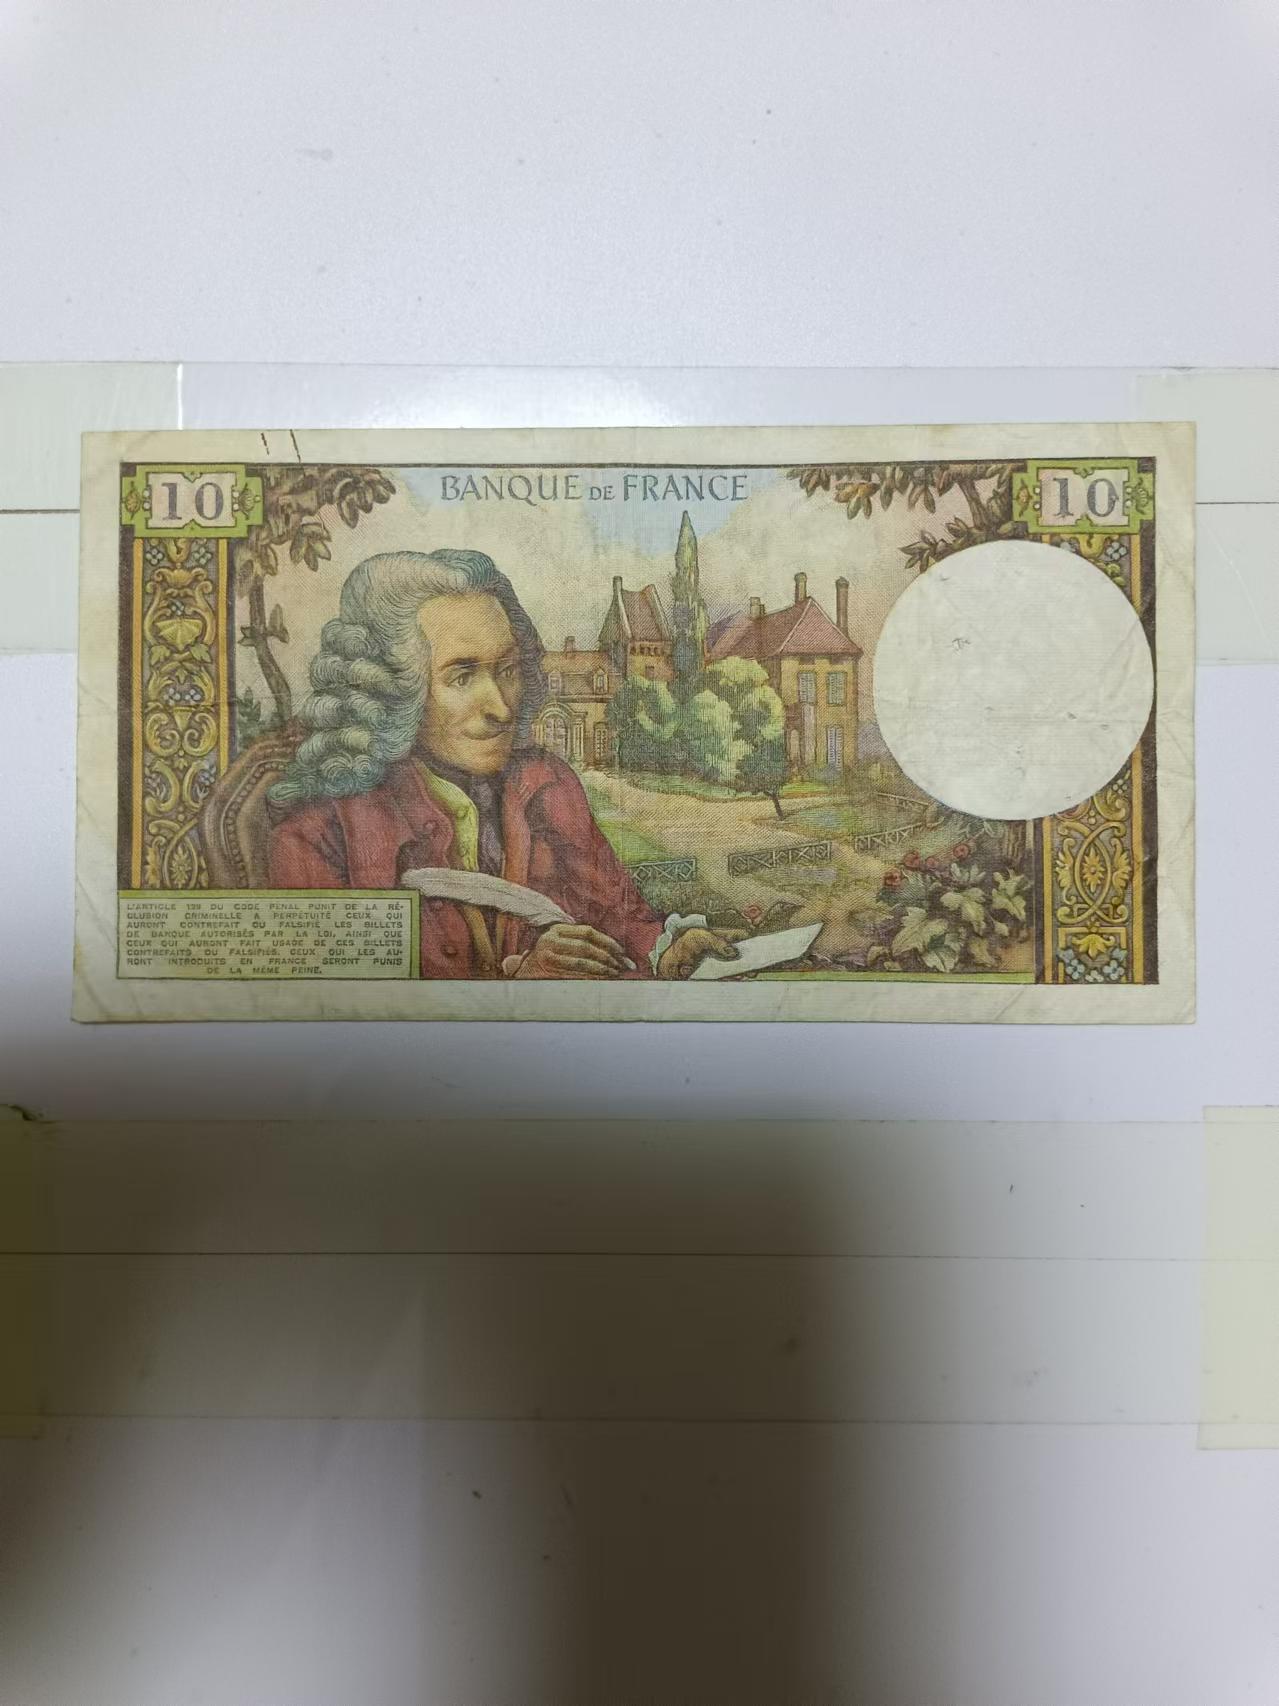 10
BANQUE DE FRANCE
10
L'ARTICLE 139 DU CODE PÉNAL PUNIT DE LA RÉ-
CLUSION CRIMINELLE A PERPÉTUITÉ CEUX QUI
AURONT CONTREFAIT OU FALSIFIÉ LES BILLETS
DE BANQUE AUTORISÉS PAR LA LOI, AINSI QUE
CEUX QUI AURONT FAIT USAGE DE CES BILLETS
CONTREFAITS OU FALSIFIÉS. CEUX QUI LES AU-
RONT INTRODUITS EN FRANCE SERONT PUNIS
DE LA MÊME PEINE.